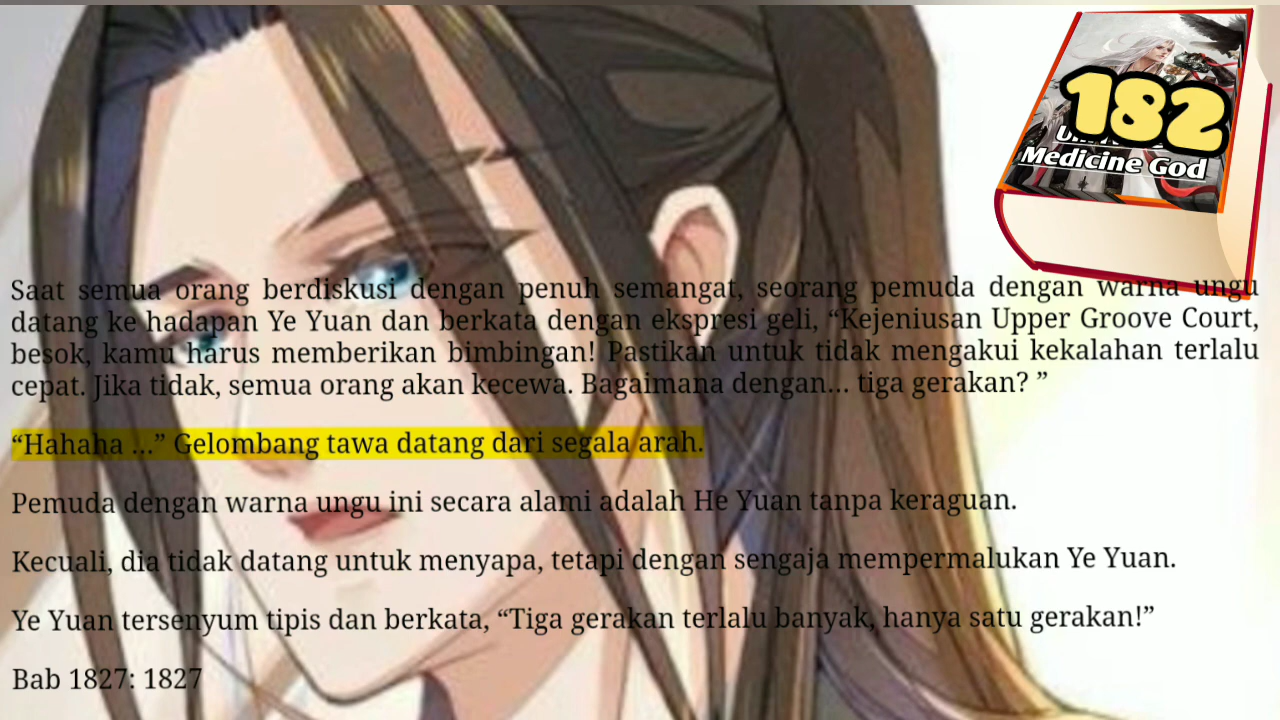 182
Medicine God
Saat semua orang berdiskusi dengan penuh semangat, seorang pemuda dengan warna ungu
datang ke hadapan Ye Yuan dan berkata dengan ekspresi geli, “Kejeniusan Upper Groove Court,
besok, kamu harus memberikan bimbingan! Pastikan untuk tidak mengakui kekalahan terlalu
cepat. Jika tidak, semua orang akan kecewa. Bagaimana dengan... tiga gerakan? ”
“Hahaha ...” Gelombang tawa datang dari segala arah.
Pemuda dengan warna ungu ini secara alami adalah He Yuan tanpa keraguan.
Kecuali, dia tidak datang untuk menyapa, tetapi dengan sengaja mempermalukan Ye Yuan.
Ye Yuan tersenyum tipis dan berkata, “Tiga gerakan terlalu banyak, hanya satu gerakan!”
Bab 1827: 1827